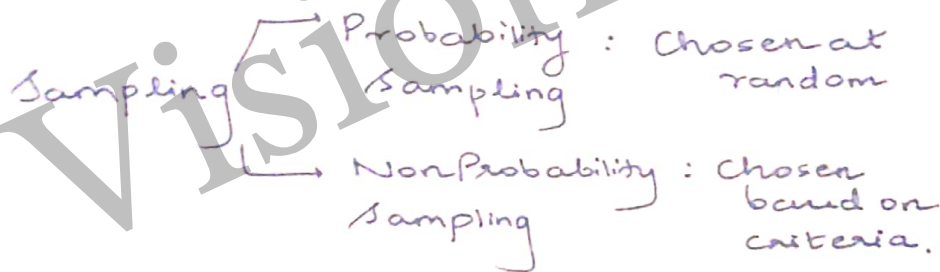 Sampling
Probability : Chosen at
Sampling random
NonProbability : Chosen
Sampling based on
criteria.
Vision